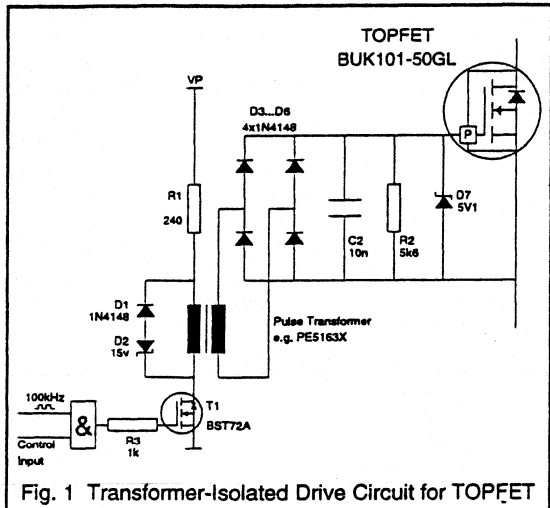 TOPFET
BUK101-50GL
VP
D3...D6
4x1N4148
P
R1
240
D7
5V1
C2
10n
R2
5k6
D1
1N4148
D2
15v
Pulse Transformer
e.g. PE5163X
100kHz
T1
&
BST72A
R3
1k
Control
Input
Fig. 1 Transformer-Isolated Drive Circuit for TOPFET